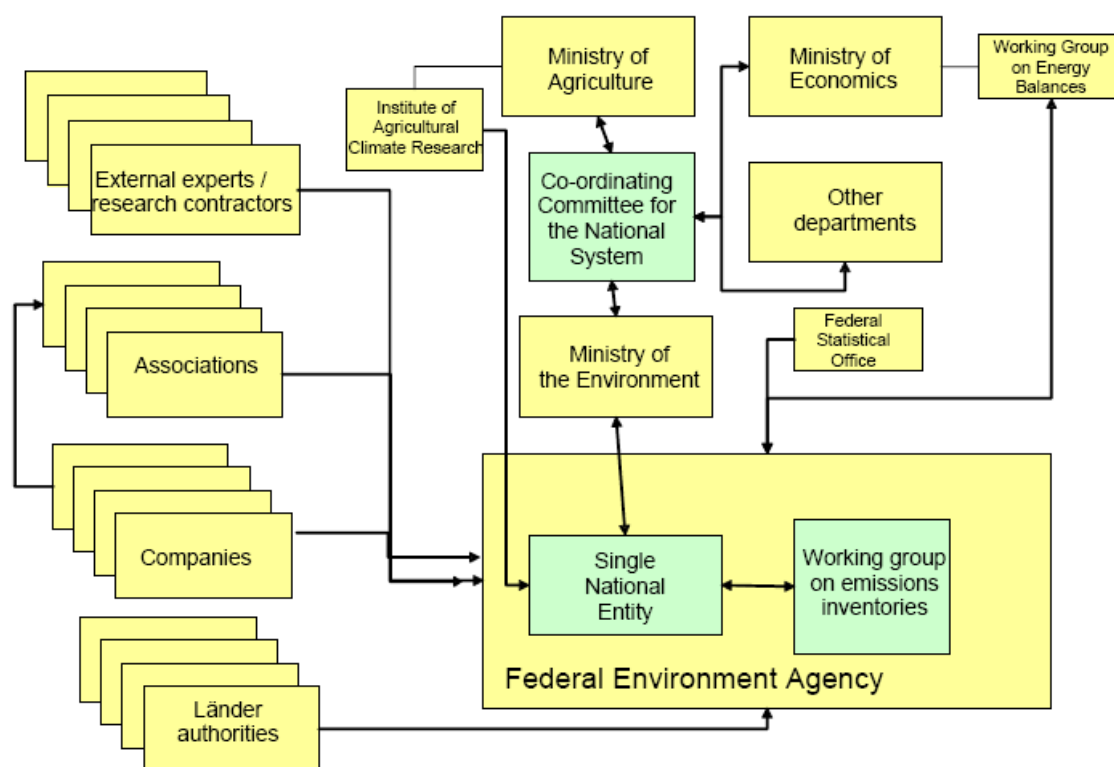 Ministry of
Agriculture
Ministry of
Economics
Working Group
on Energy
Balances
Institute of
Agricultural
Climate Research
External experts /
research contractors
Co-ordinating
Committee for
the National
System
Other
departments
Federal
Statistical
Office
Ministry of
the Environment
Associations
Companies
Single
National
Entity
Working group
on emissions
inventories
Federal Environment Agency
Länder
authorities